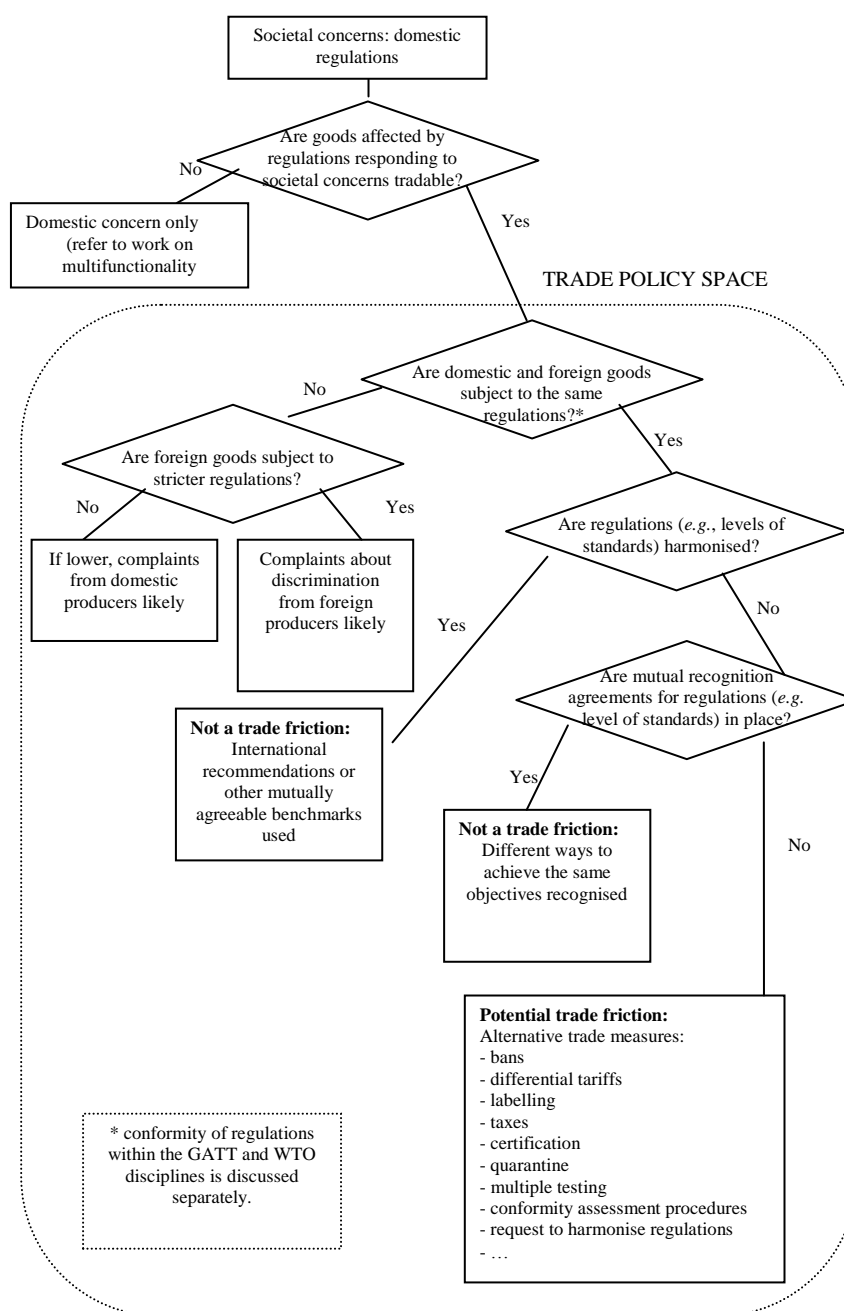 Societal concerns: domestic
regulations
Are goods affected by
regulations responding to
societal concerns tradable?
No
Domestic concern only
(refer to work on
multifunctionality
Yes
TRADE POLICY SPACE
Are domestic and foreign goods
subject to the same
regulations?*
No
Yes
Are foreign goods subject to
stricter regulations?
No
Yes
If lower, complaints
from domestic
producers likely
Complaints about
discrimination
from foreign
producers likely
Are regulations (e.g., levels of
standards) harmonised?
Yes
No
Not a trade friction:
International
recommendations or
other mutually
agreeable benchmarks
used
Are mutual recognition
agreements for regulations (e.g.
level of standards) in place?
Yes
No
Not a trade friction:
Different ways to
achieve the same
objectives recognised
Potential trade friction:
Alternative trade measures:
- bans
- differential tariffs
- labelling
- taxes
- certification
- quarantine
- multiple testing
- conformity assessment procedures
- request to harmonise regulations
- …
* conformity of regulations
within the GATT and WTO
disciplines is discussed
separately.